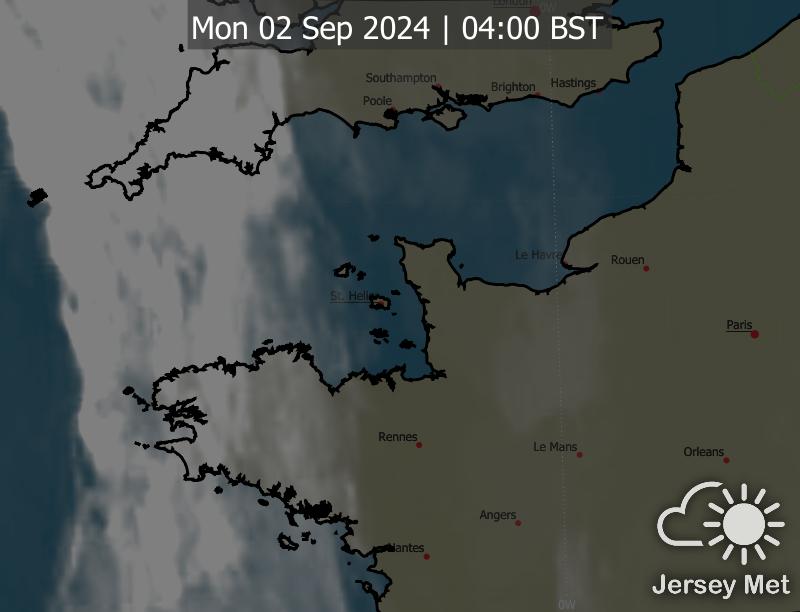 London
0W
Mon 02 Sep 2024 | 04:00 BST
Southampton
Brighton
Hastings
Poole
Le Havre
Rouen
St. Helier
Paris
Rennes
Le Mans
Orleans
Angers
Nantes
0W
Jersey Met